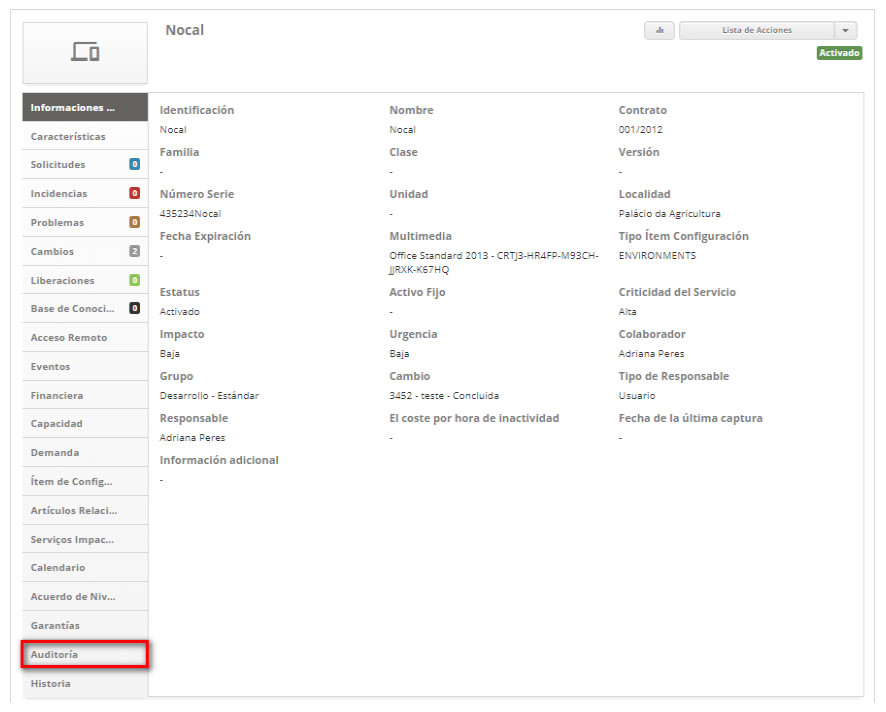 Nocal
Lista de Acciones
Activado
Informaciones ...
Características
Solicitudes 0
Incidencias 0
Problemas 0
Cambios 2
Liberaciones 0
Base de Conoci... 0
Acceso Remoto
Eventos
Financiera
Capacidad
Demanda
Ítem de Config...
Artículos Relaci...
Serviços Impac...
Calendario
Acuerdo de Niv...
Garantías
Auditoría
Historia
Identificación Nombre Contrato
Nocal Nocal 001/2012
Familia Clase Versión
- - -
Número Serie Unidad Localidad
435234Nocal - Palácio da Agricultura
Fecha Expiración Multimedia Tipo Ítem Configuración
- Office Standard 2013 - CRTJ3-HR4FP-M93CH- ENVIRONMENTS
JJRXK-K67HQ
Estatus Activo Fijo Criticidad del Servicio
Activado - Alta
Impacto Urgencia Colaborador
Baja Baja Adriana Peres
Grupo Cambio Tipo de Responsable
Desarrollo - Estándar 3452 - teste - Concluida Usuario
Responsable El coste por hora de inactividad Fecha de la última captura
Adriana Peres - -
Información adicional
-